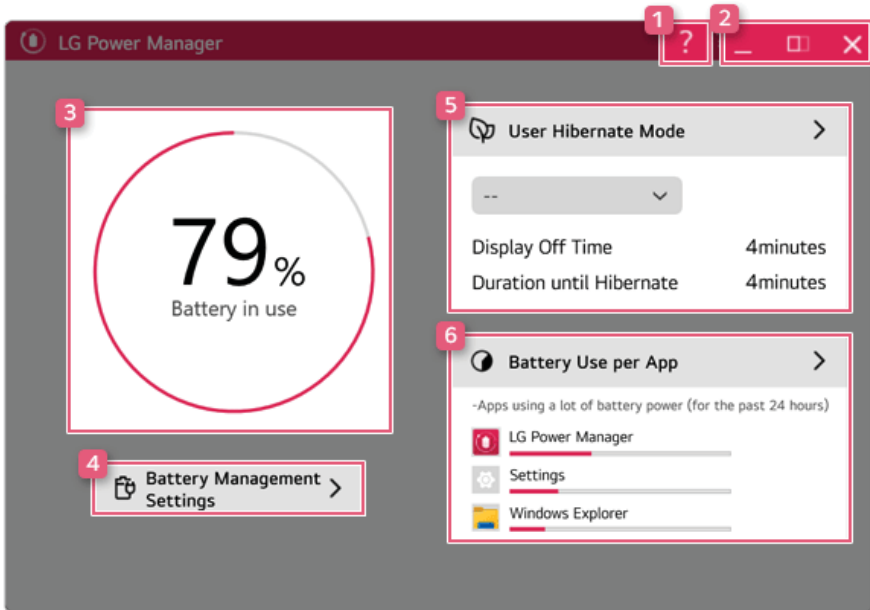 1
2
LG Power Manager
?
3
79%
Battery in use
4
Battery Management
Settings
5
User Hibernate Mode
--
Display Off Time 4minutes
Duration until Hibernate 4minutes
6
Battery Use per App
-Apps using a lot of battery power (for the past 24 hours)
LG Power Manager
Settings
Windows Explorer